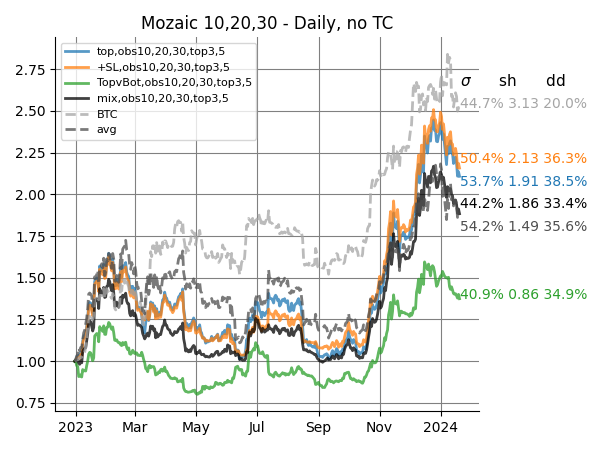 Mozaic 10,20,30 - Daily, no TC
top,obs10,20,30,top3,5
+SL,obs10,20,30,top3,5
TopvBot,obs10,20,30,top3,5
mix,obs10,20,30,top3,5
BTC
avg
σ sh dd
44.7% 3.13 20.0%
50.4% 2.13 36.3%
53.7% 1.91 38.5%
44.2% 1.86 33.4%
54.2% 1.49 35.6%
40.9% 0.86 34.9%
2.75
2.50
2.25
2.00
1.75
1.50
1.25
1.00
0.75
2023 Mar May Jul Sep Nov 2024